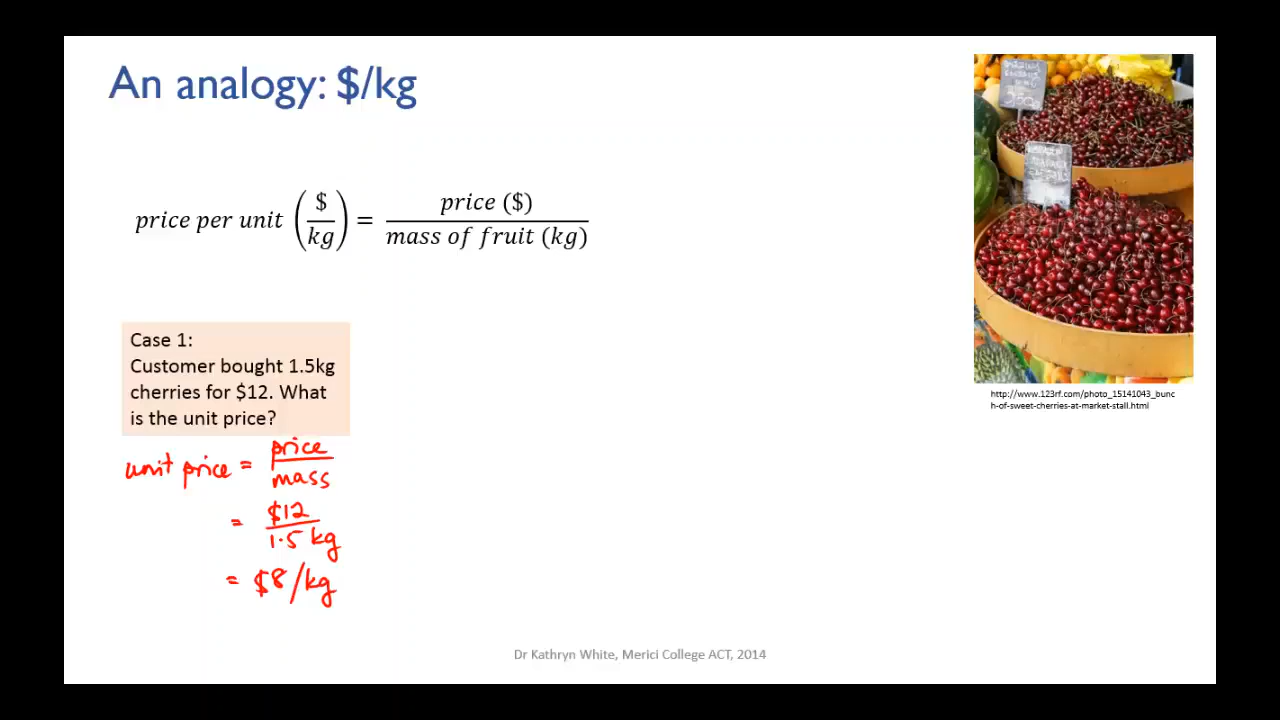 An analogy: $/kg
price per unit ($/kg) = price ($) / mass of fruit (kg)
Case 1:
Customer bought 1.5kg
cherries for $12. What
is the unit price?
unit price = price / mass
= $12 / 1.5 kg
= $8/kg
http://www.123rf.com/photo_15141043_bunc
h-of-sweet-cherries-at-market-stall.html
Dr Kathryn White, Merici College ACT, 2014